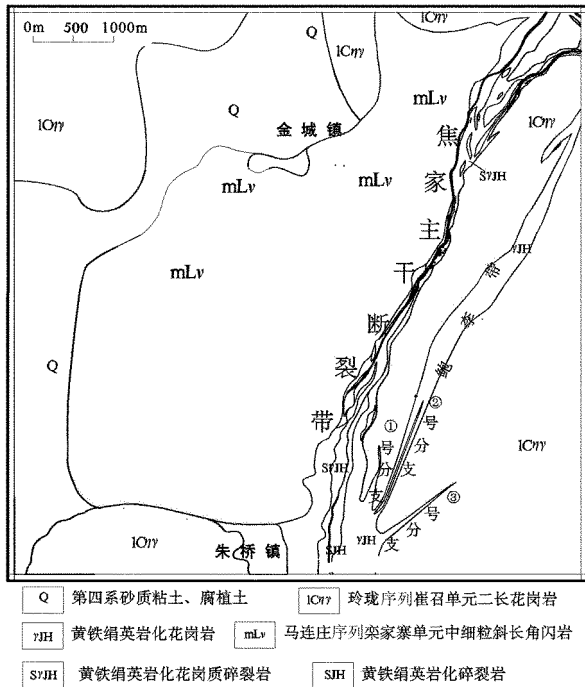 0m 500 1000m
Q
lCηγ
mLν
lCηγ
lCηγ
Q
金城镇
mLν
mLν
焦家主干断裂带
SγJH
lCηγ
γJH
mLν
鲍李带
Q
①号分支
②号分支
③号分支
lCηγ
SγJH
lCηγ
朱桥镇
SJH
γJH
Q 第四系砂质粘土、腐植土
lCηγ 玲珑序列崔召单元二长花岗岩
γJH 黄铁绢英岩化花岗岩
mLν 马连庄序列栾家寨单元中细粒斜长角闪岩
SγJH 黄铁绢英岩化花岗质碎裂岩
SJH 黄铁绢英岩化碎裂岩